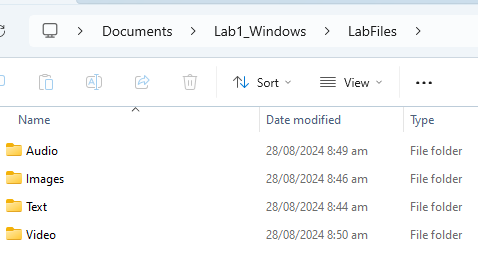 Documents > Lab1_Windows > LabFiles >
Sort View ...
Name Date modified Type
Audio 28/08/2024 8:49 am File folder
Images 28/08/2024 8:46 am File folder
Text 28/08/2024 8:44 am File folder
Video 28/08/2024 8:50 am File folder